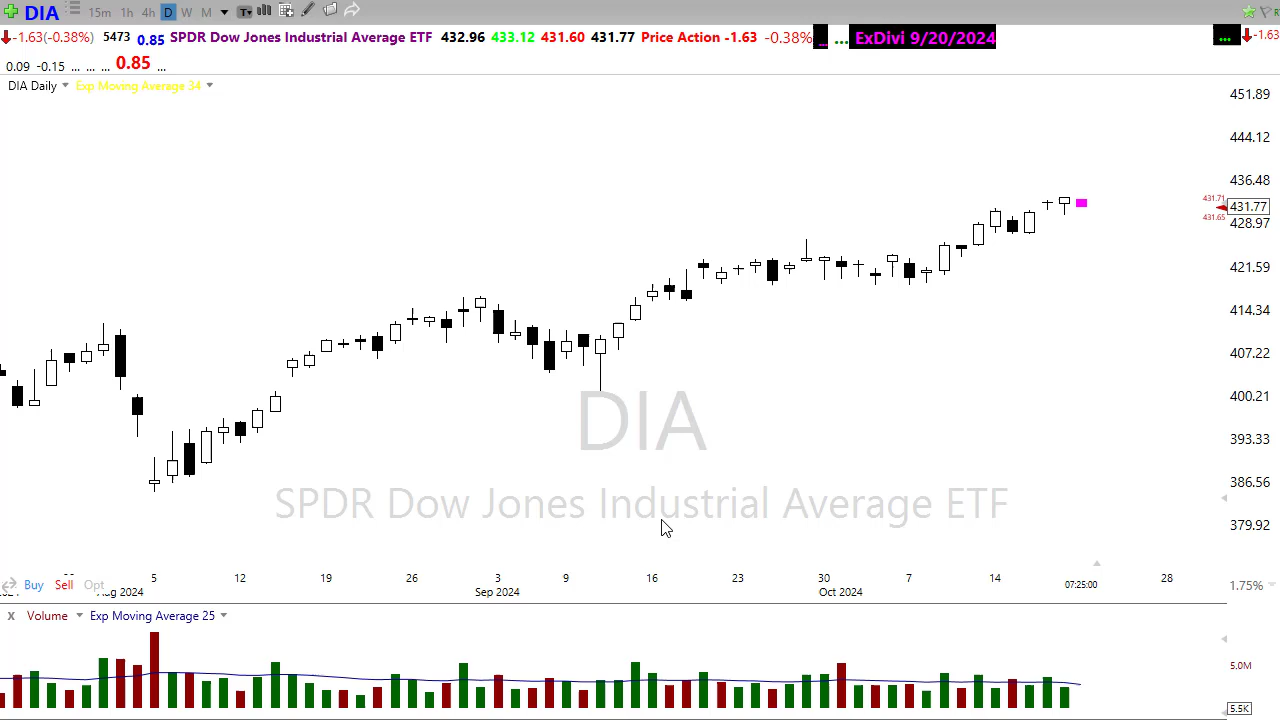 DIA 15m 1h 4h D W M T
-1.63(-0.38%) 5473 0.85 SPDR Dow Jones Industrial Average ETF 432.96 433.12 431.60 431.77 Price Action -1.63 -0.38% ... ... ExDivi 9/20/2024 ... -1.63
0.09 -0.15 ... ... ... 0.85 ...
DIA Daily Exp Moving Average 34
451.89
444.12
436.48
431.71
431.77
431.65
428.97
421.59
414.34
407.22
400.21
393.33
386.56
379.92
DIA
SPDR Dow Jones Industrial Average ETF
5 12 19 26 3 9 16 23 30 7 14 28
Buy Sell Opt 07:25:00 1.75%
Aug 2024 Sep 2024 Oct 2024
X Volume Exp Moving Average 25
5.0M
5.5K